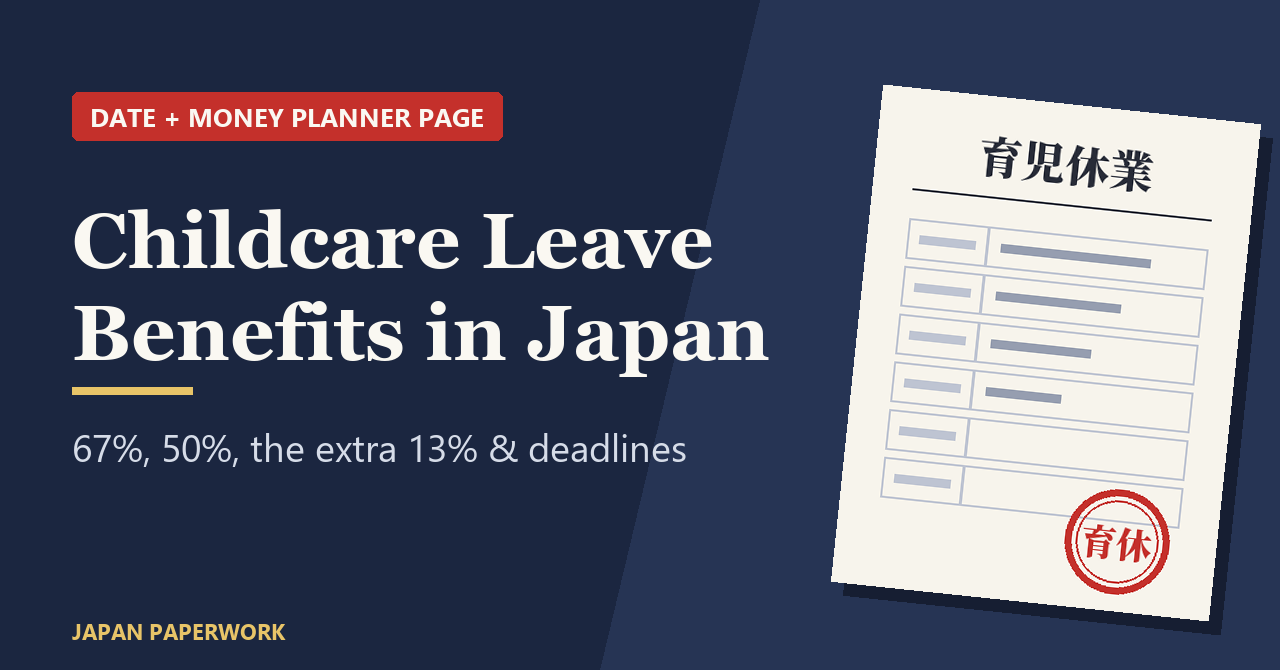 DATE + MONEY PLANNER PAGE
Childcare Leave
Benefits in Japan
67%, 50%, the extra 13% & deadlines
JAPAN PAPERWORK
育児休業
育休